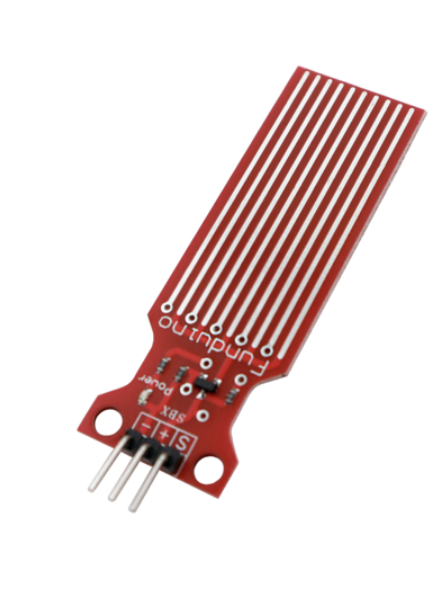 Funduino
Power
SBX
S + -